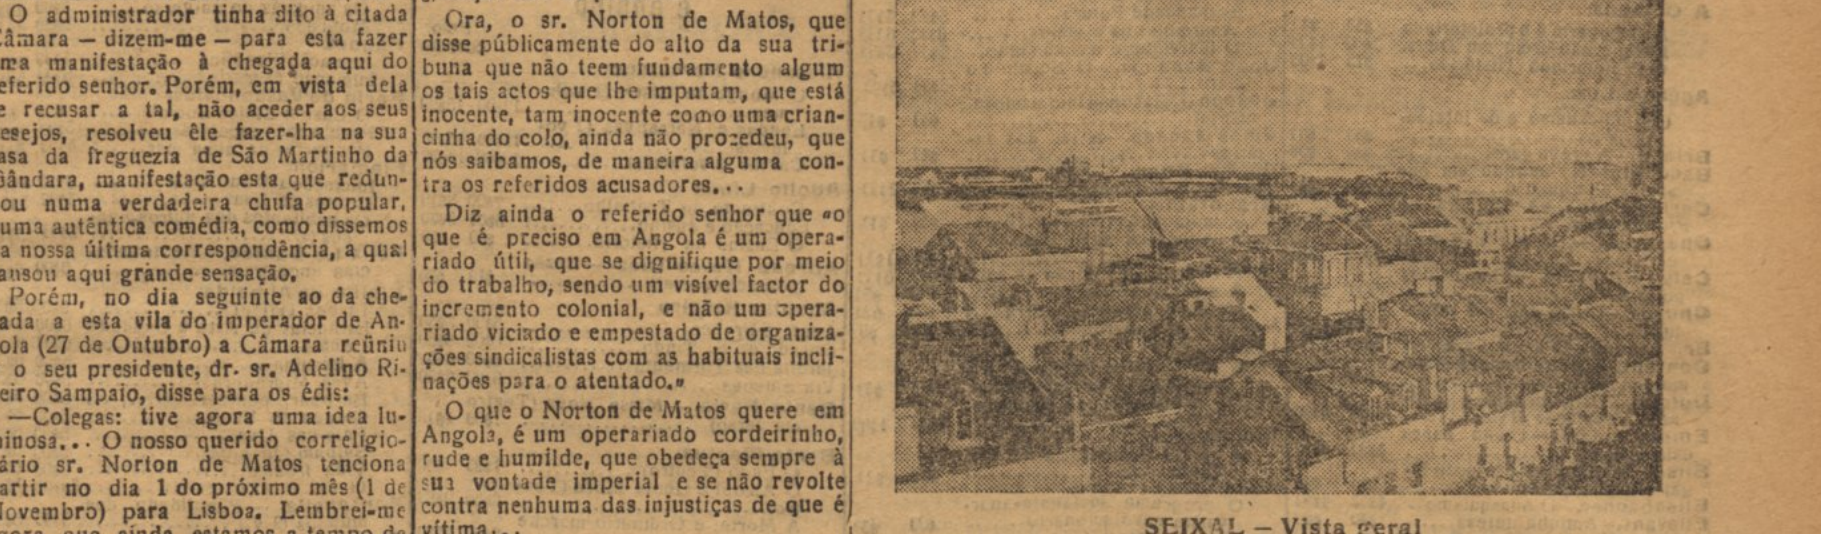 O administrador tinha dito à citada
Câmara — dizem-me — para esta fazer
uma manifestação à chegada aqui do
referido senhor. Porém, em vista dela
se recusar a tal, não aceder aos seus
desejos, resolveu êle fazer-lha na sua
casa da freguezia de São Martinho da
Gândara, manifestação esta que redun-
dou numa verdadeira chufa popular,
numa autêntica comédia, como dissemos
na nossa última correspondência, a qual
causou aqui grande sensação.
Porém, no dia seguinte ao da che-
gada a esta vila do imperador de An-
gola (27 de Outubro) a Câmara reüniu
e o seu presidente, dr. sr. Adelino Ri-
beiro Sampaio, disse para os édis:
—Colegas: tive agora uma idea lu-
minosa... O nosso querido correligio-
nário sr. Norton de Matos tenciona
partir no dia 1 do próximo mês (1 de
Novembro) para Lisboa. Lembrei-me
agora que ainda estamos a tempo de
Ora, o sr. Norton de Matos, que
disse públicamente do alto da sua tri-
buna que não teem fundamento algum
os tais actos que lhe imputam, que está
inocente, tam inocente como uma crian-
cinha do colo, ainda não procedeu, que
nós saibamos, de maneira alguma con-
tra os referidos acusadores...
Diz ainda o referido senhor que «o
que é preciso em Angola é um opera-
riado útil, que se dignifique por meio
do trabalho, sendo um visível factor do
incremento colonial, e não um opera-
riado viciado e empestado de organiza-
ções sindicalistas com as habituais incli-
nações para o atentado.»
O que o Norton de Matos quere em
Angola, é um operariado cordeirinho,
rude e humilde, que obedeça sempre à
sua vontade imperial e se não revolte
contra nenhuma das injustiças de que é
vítima...
SEIXAL — Vista geral